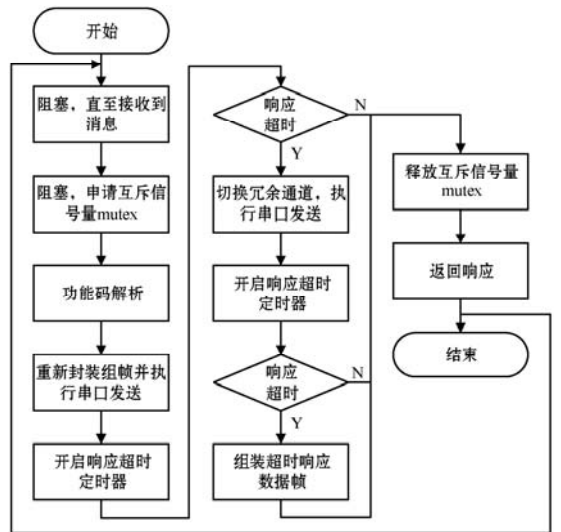 开始
阻塞，直至接收到
消息
阻塞，申请互斥信
号量mutex
功能码解析
重新封装组帧并执
行串口发送
开启响应超时
定时器
响应
超时
N
Y
切换冗余通道，执
行串口发送
开启响应超时
定时器
响应
超时
N
Y
组装超时响应
数据帧
释放互斥信号量
mutex
返回响应
结束